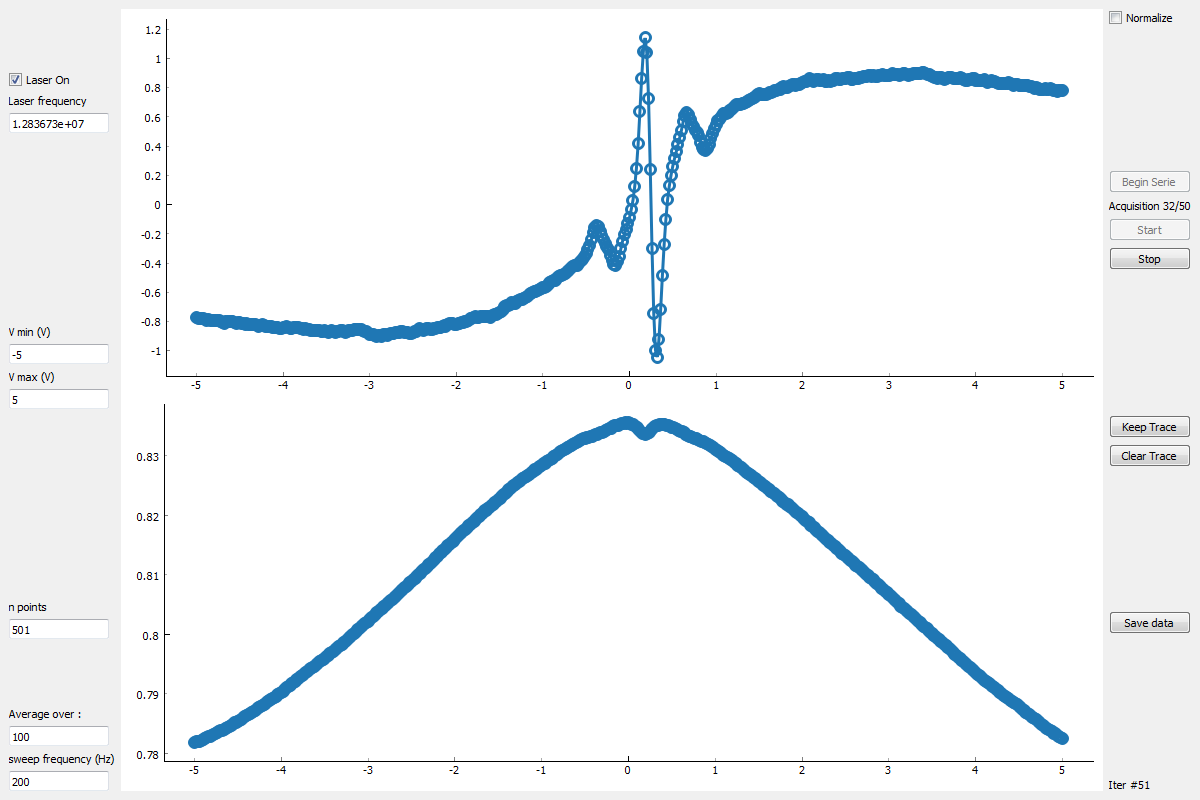 Laser On
Laser frequency
1.283673e+07
V min (V)
-5
V max (V)
5
n points
501
Average over :
100
sweep frequency (Hz)
200
1.2
1
0.8
0.6
0.4
0.2
0
-0.2
-0.4
-0.6
-0.8
-1
-5 -4 -3 -2 -1 0 1 2 3 4 5
0.83
0.82
0.81
0.8
0.79
0.78
-5 -4 -3 -2 -1 0 1 2 3 4 5
Normalize
Begin Serie
Acquisition 32/50
Start
Stop
Keep Trace
Clear Trace
Save data
Iter #51